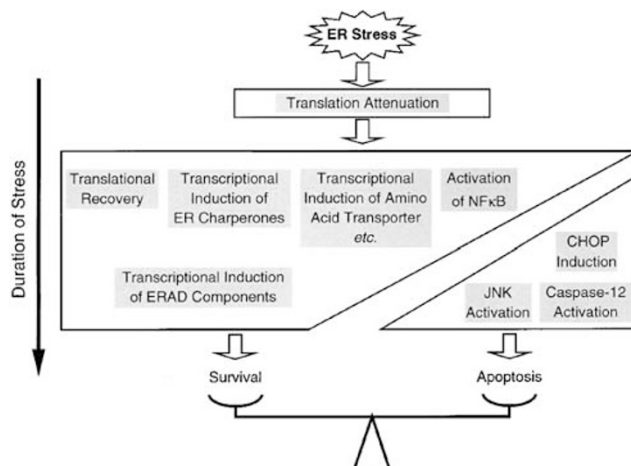 ER Stress
Translation Attenuation
Duration of Stress
Translational
Recovery
Transcriptional
Induction of
ER Charperones
Transcriptional
Induction of Amino
Acid Transporter
etc.
Activation
of NFκB
Transcriptional Induction
of ERAD Components
CHOP
Induction
JNK
Activation
Caspase-12
Activation
Survival
Apoptosis